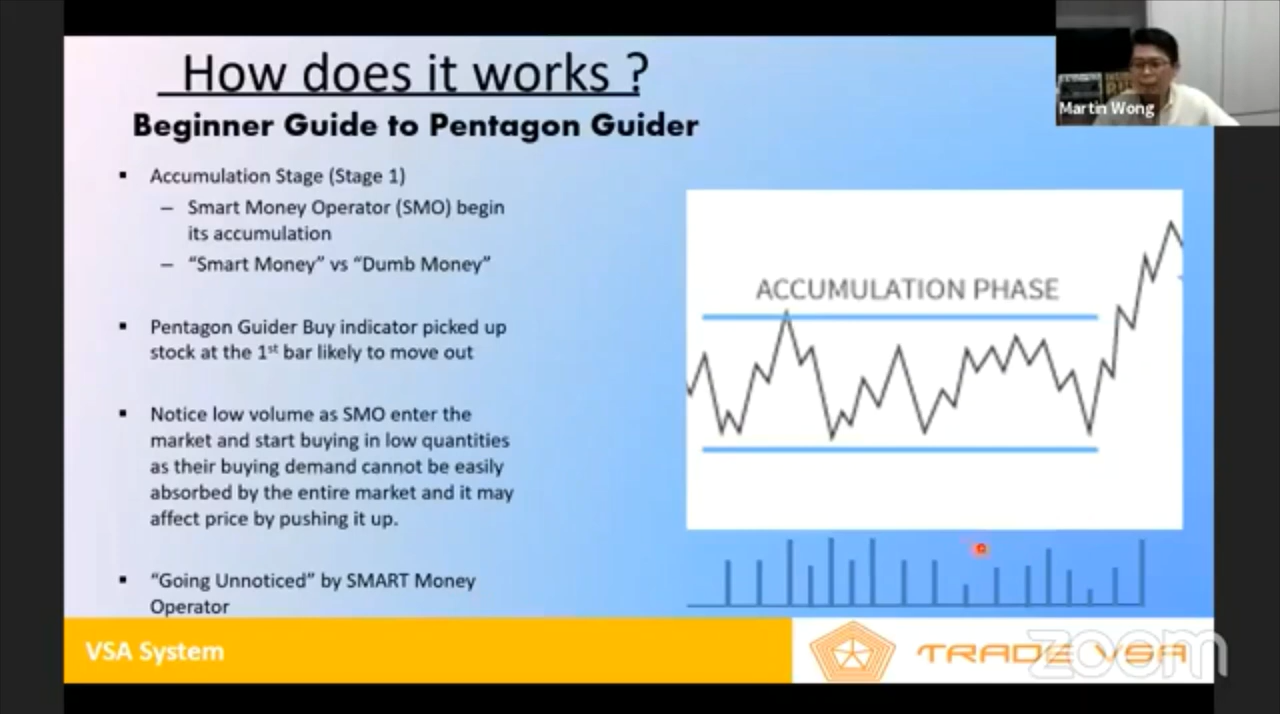 How does it works ?
Beginner Guide to Pentagon Guider
Martin Wong
▪ Accumulation Stage (Stage 1)
– Smart Money Operator (SMO) begin
its accumulation
– “Smart Money” vs “Dumb Money”
▪ Pentagon Guider Buy indicator picked up
stock at the 1st bar likely to move out
▪ Notice low volume as SMO enter the
market and start buying in low quantities
as their buying demand cannot be easily
absorbed by the entire market and it may
affect price by pushing it up.
▪ “Going Unnoticed” by SMART Money
Operator
ACCUMULATION PHASE
VSA System
TRADE VSA
zoom